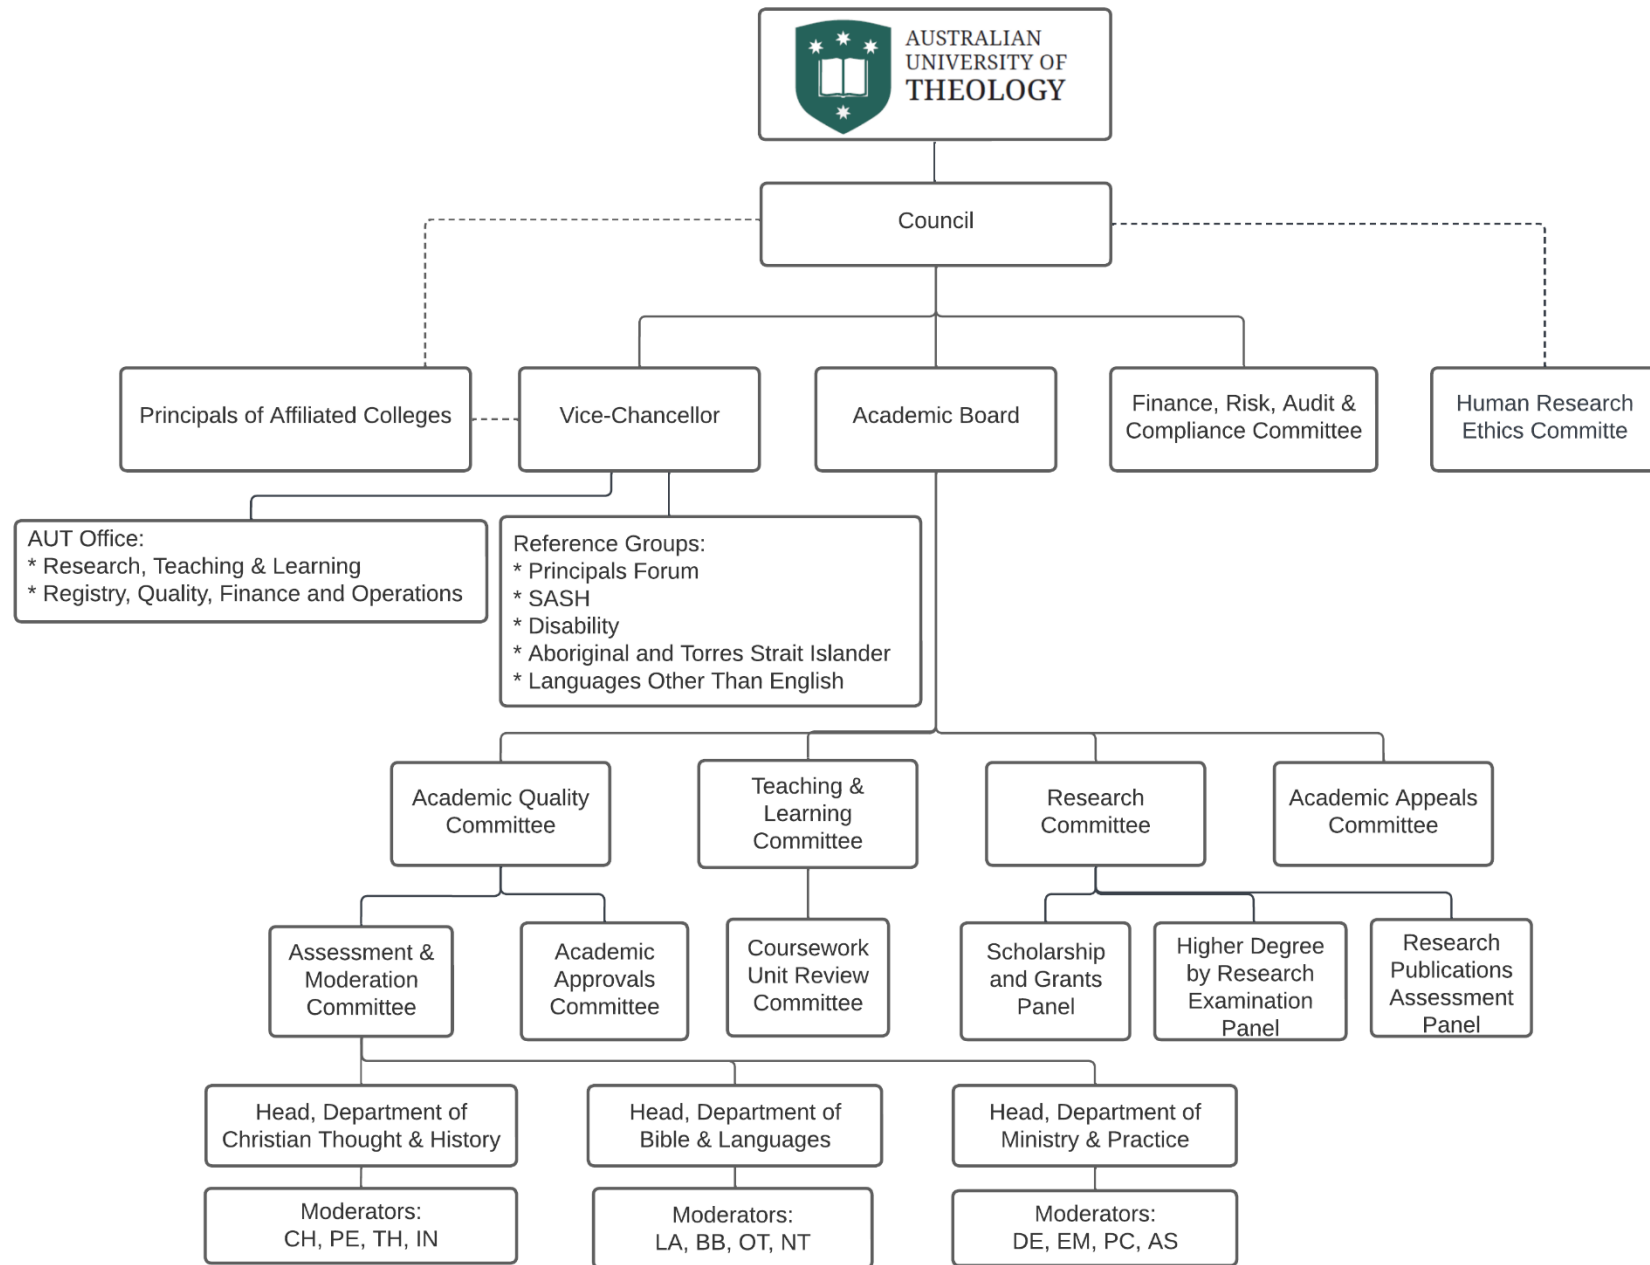 AUSTRALIAN
UNIVERSITY OF
THEOLOGY
Council
Principals of Affiliated Colleges
Vice-Chancellor
Academic Board
Finance, Risk, Audit &
Compliance Committee
Human Research
Ethics Committe
AUT Office:
* Research, Teaching & Learning
* Registry, Quality, Finance and Operations
Reference Groups:
* Principals Forum
* SASH
* Disability
* Aboriginal and Torres Strait Islander
* Languages Other Than English
Academic Quality
Committee
Teaching &
Learning
Committee
Research
Committee
Academic Appeals
Committee
Assessment &
Moderation
Committee
Academic
Approvals
Committee
Coursework
Unit Review
Committee
Scholarship
and Grants
Panel
Higher Degree
by Research
Examination
Panel
Research
Publications
Assessment
Panel
Head, Department of
Christian Thought & History
Head, Department of
Bible & Languages
Head, Department of
Ministry & Practice
Moderators:
CH, PE, TH, IN
Moderators:
LA, BB, OT, NT
Moderators:
DE, EM, PC, AS